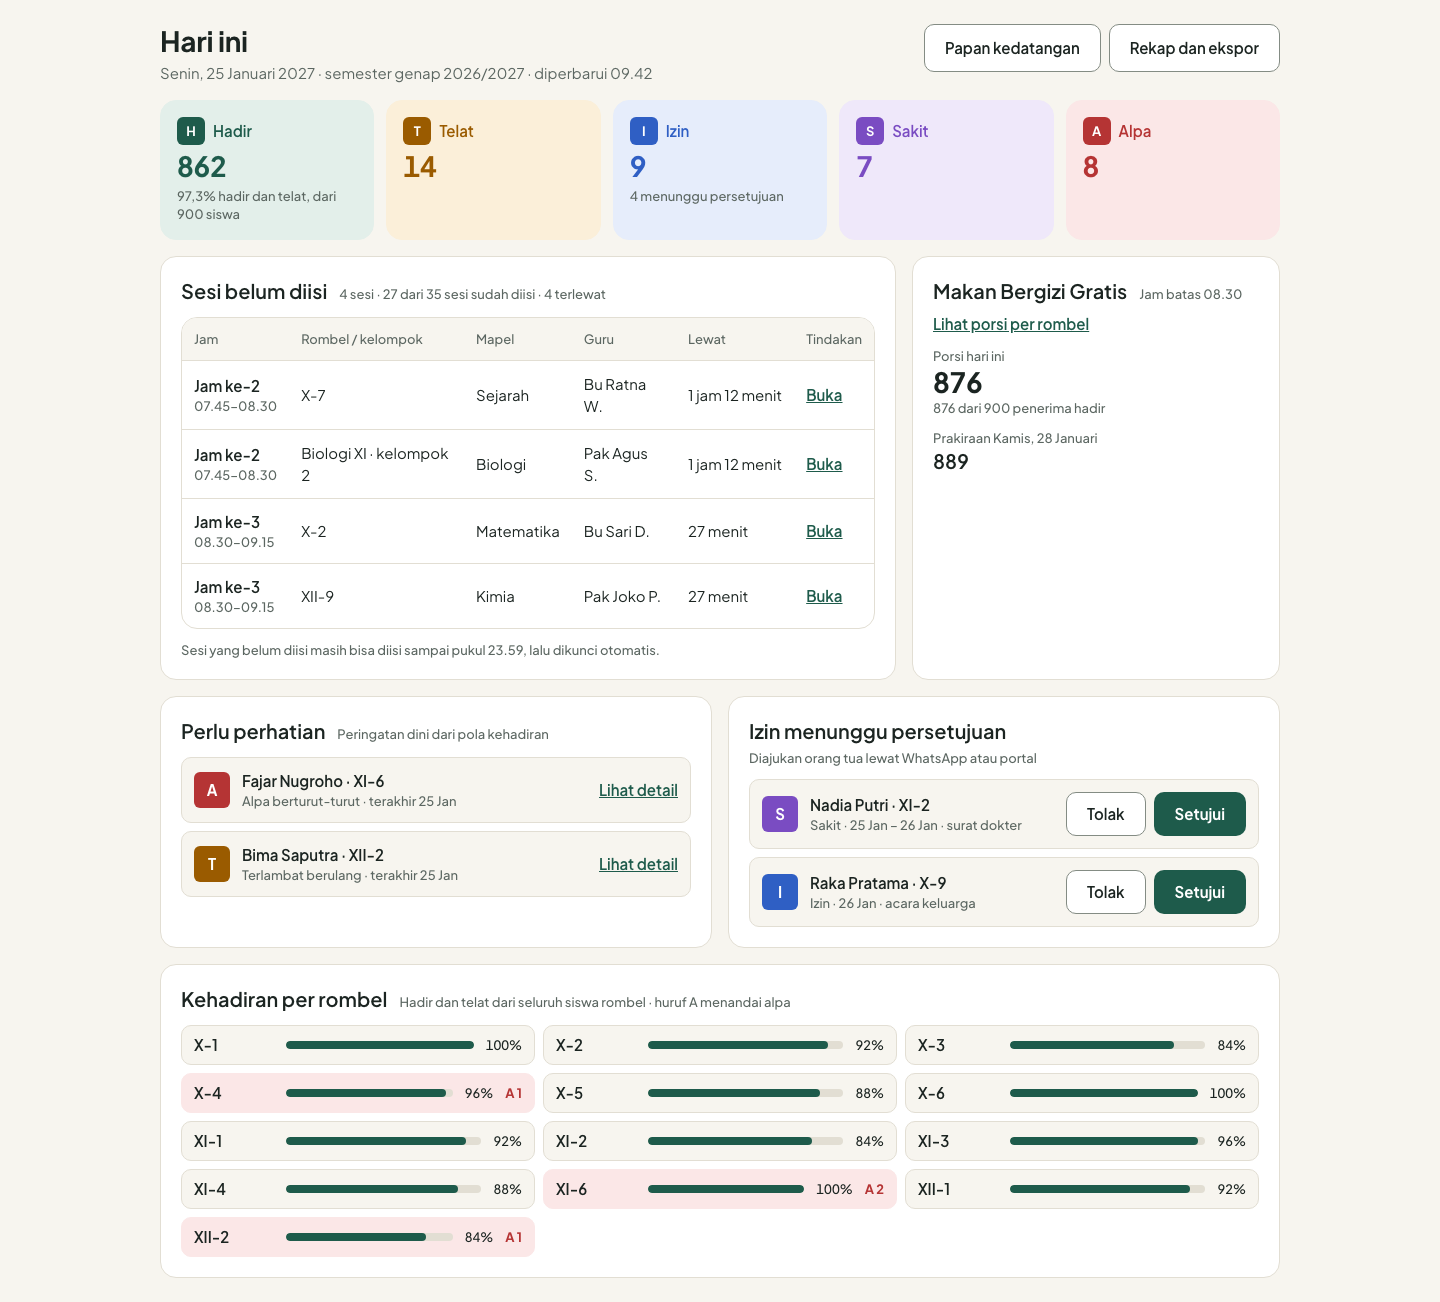 Hari ini
Senin, 25 Januari 2027 · semester genap 2026/2027 · diperbarui 09.42
Papan kedatangan
Rekap dan ekspor
H Hadir
862
97,3% hadir dan telat, dari
900 siswa
T Telat
14
I Izin
9
4 menunggu persetujuan
S Sakit
7
A Alpa
8
Sesi belum diisi 4 sesi · 27 dari 35 sesi sudah diisi · 4 terlewat
Jam Rombel / kelompok Mapel Guru Lewat Tindakan
Jam ke-2
07.45–08.30
X-7
Sejarah
Bu Ratna
W.
1 jam 12 menit
Buka
Jam ke-2
07.45–08.30
Biologi XI · kelompok
2
Biologi
Pak Agus
S.
1 jam 12 menit
Buka
Jam ke-3
08.30–09.15
X-2
Matematika
Bu Sari D.
27 menit
Buka
Jam ke-3
08.30–09.15
XII-9
Kimia
Pak Joko P.
27 menit
Buka
Sesi yang belum diisi masih bisa diisi sampai pukul 23.59, lalu dikunci otomatis.
Makan Bergizi Gratis Jam batas 08.30
Lihat porsi per rombel
Porsi hari ini
876
876 dari 900 penerima hadir
Prakiraan Kamis, 28 Januari
889
Perlu perhatian Peringatan dini dari pola kehadiran
A
Fajar Nugroho · XI-6
Alpa berturut-turut · terakhir 25 Jan
Lihat detail
T
Bima Saputra · XII-2
Terlambat berulang · terakhir 25 Jan
Lihat detail
Izin menunggu persetujuan
Diajukan orang tua lewat WhatsApp atau portal
S
Nadia Putri · XI-2
Sakit · 25 Jan – 26 Jan · surat dokter
Tolak
Setujui
I
Raka Pratama · X-9
Izin · 26 Jan · acara keluarga
Tolak
Setujui
Kehadiran per rombel Hadir dan telat dari seluruh siswa rombel · huruf A menandai alpa
X-1 100%
X-2 92%
X-3 84%
X-4 96% A 1
X-5 88%
X-6 100%
XI-1 92%
XI-2 84%
XI-3 96%
XI-4 88%
XI-6 100% A 2
XII-1 92%
XII-2 84% A 1